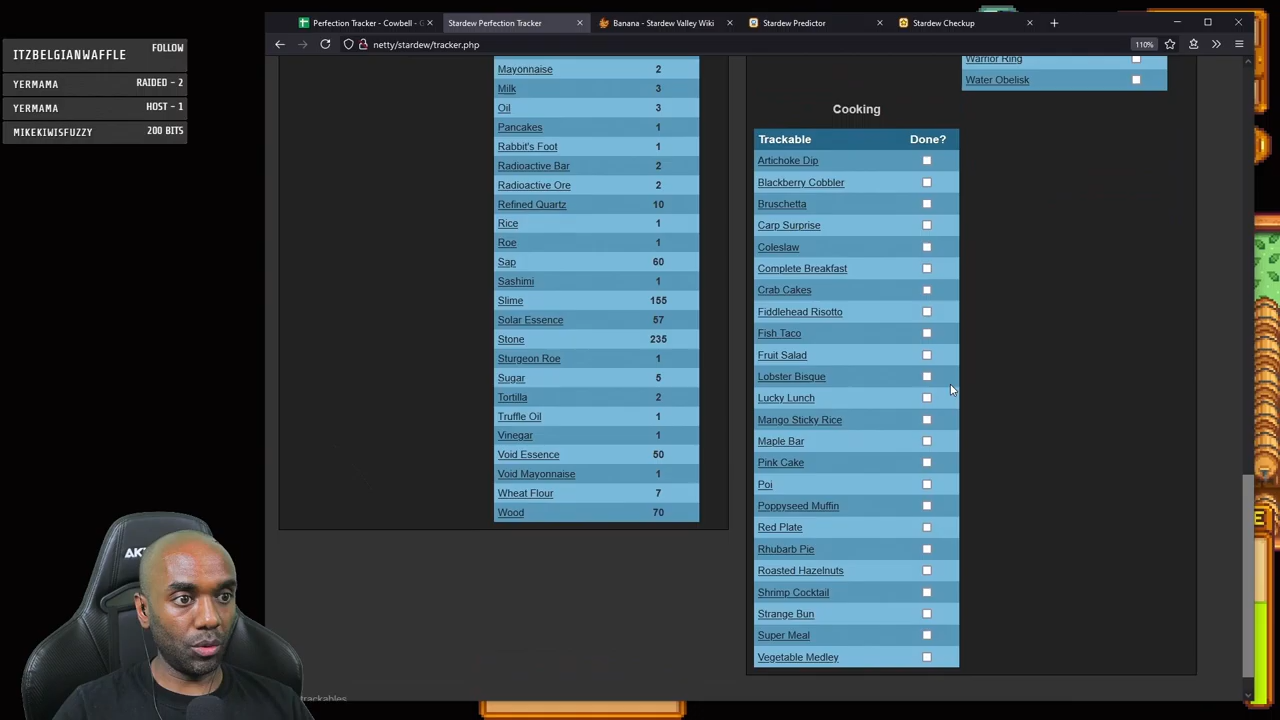 Perfection Tracker - Cowbell - G
Stardew Perfection Tracker
Banana - Stardew Valley Wiki
Stardew Predictor
Stardew Checkup
netty/stardew/tracker.php
110%
ITZBELGIANWAFFLE FOLLOW
YERMAMA RAIDED - 2
YERMAMA HOST - 1
MIKEKIWISFUZZY 200 BITS
Mayonnaise 2
Milk 3
Oil 3
Pancakes 1
Rabbit's Foot 1
Radioactive Bar 2
Radioactive Ore 2
Refined Quartz 10
Rice 1
Roe 1
Sap 60
Sashimi 1
Slime 155
Solar Essence 57
Stone 235
Sturgeon Roe 1
Sugar 5
Tortilla 2
Truffle Oil 1
Vinegar 1
Void Essence 50
Void Mayonnaise 1
Wheat Flour 7
Wood 70
Cooking
Trackable Done?
Artichoke Dip
Blackberry Cobbler
Bruschetta
Carp Surprise
Coleslaw
Complete Breakfast
Crab Cakes
Fiddlehead Risotto
Fish Taco
Fruit Salad
Lobster Bisque
Lucky Lunch
Mango Sticky Rice
Maple Bar
Pink Cake
Poi
Poppyseed Muffin
Red Plate
Rhubarb Pie
Roasted Hazelnuts
Shrimp Cocktail
Strange Bun
Super Meal
Vegetable Medley
Warrior Ring
Water Obelisk
trackables